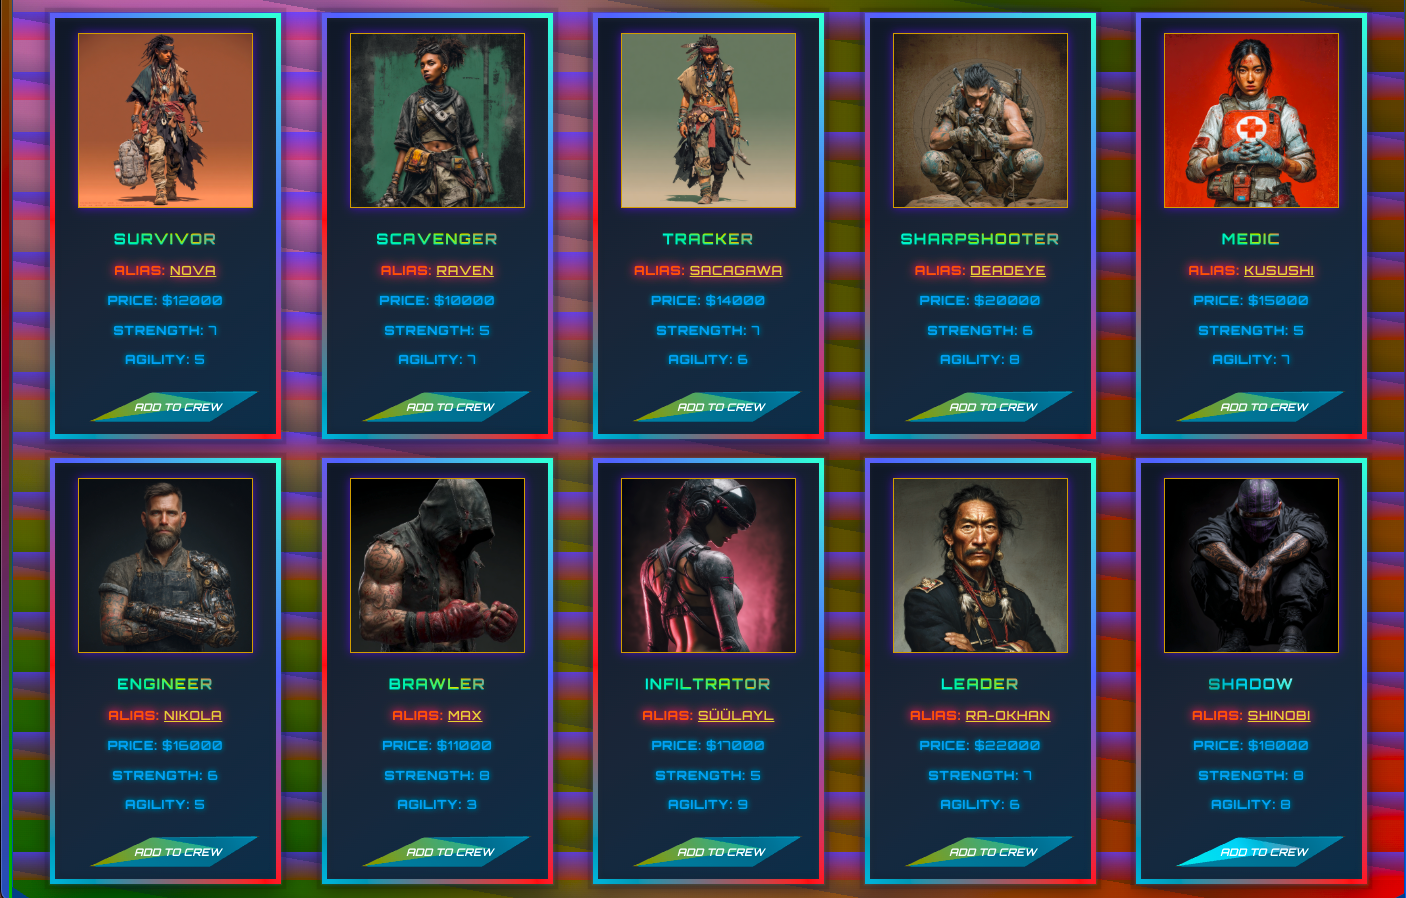 SURVIVOR
ALIAS: NOVA
PRICE: $12000
STRENGTH: 7
AGILITY: 5
ADD TO CREW
SCAVENGER
ALIAS: RAVEN
PRICE: $10000
STRENGTH: 5
AGILITY: 7
ADD TO CREW
TRACKER
ALIAS: SACAGAWA
PRICE: $14000
STRENGTH: 7
AGILITY: 6
ADD TO CREW
SHARPSHOOTER
ALIAS: DEADEYE
PRICE: $20000
STRENGTH: 6
AGILITY: 8
ADD TO CREW
MEDIC
ALIAS: KUSUSHI
PRICE: $15000
STRENGTH: 5
AGILITY: 7
ADD TO CREW
ENGINEER
ALIAS: NIKOLA
PRICE: $16000
STRENGTH: 6
AGILITY: 5
ADD TO CREW
BRAWLER
ALIAS: MAX
PRICE: $11000
STRENGTH: 8
AGILITY: 3
ADD TO CREW
INFILTRATOR
ALIAS: SÜÜLAYL
PRICE: $17000
STRENGTH: 5
AGILITY: 9
ADD TO CREW
LEADER
ALIAS: RA-OKHAN
PRICE: $22000
STRENGTH: 7
AGILITY: 6
ADD TO CREW
SHADOW
ALIAS: SHINOBI
PRICE: $18000
STRENGTH: 8
AGILITY: 8
ADD TO CREW